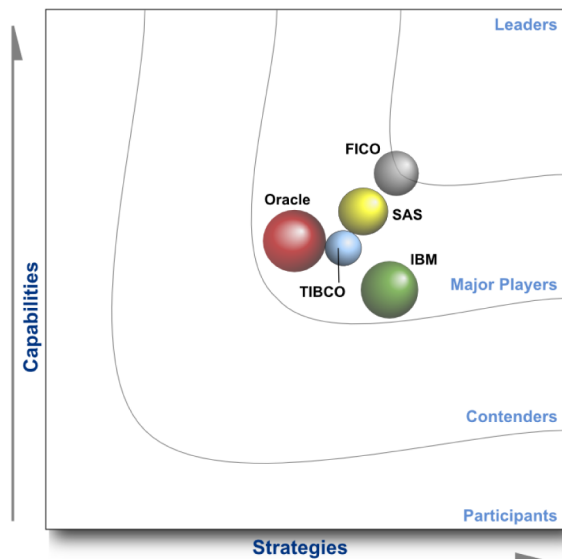 Leaders
FICO
Oracle
SAS
IBM
TIBCO
Major Players
Capabilities
Contenders
Participants
Strategies